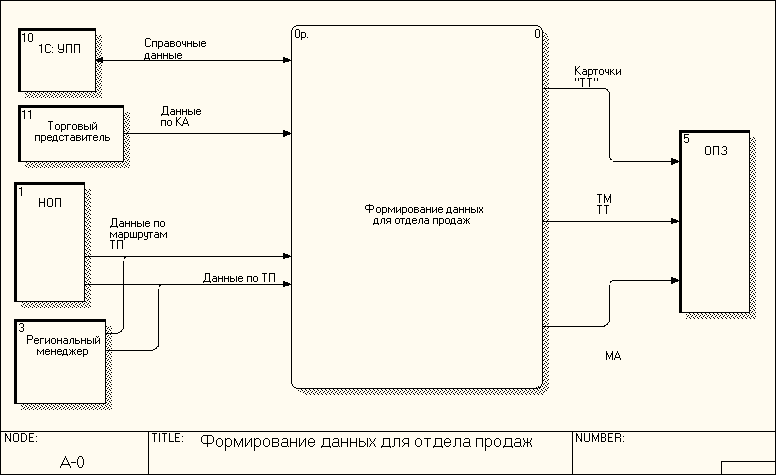 10
1С: УПП
Справочные
данные
0р.
0
Карточки
"ТТ"
11
Торговый
представитель
Данные
по КА
5
ОПЗ
1
НОП
Данные по
маршрутам
ТП
Формирование данных
для отдела продаж
ТМ
ТТ
Данные по ТП
3
Региональный
менеджер
МА
NODE:
A-0
TITLE:
Формирование данных для отдела продаж
NUMBER: